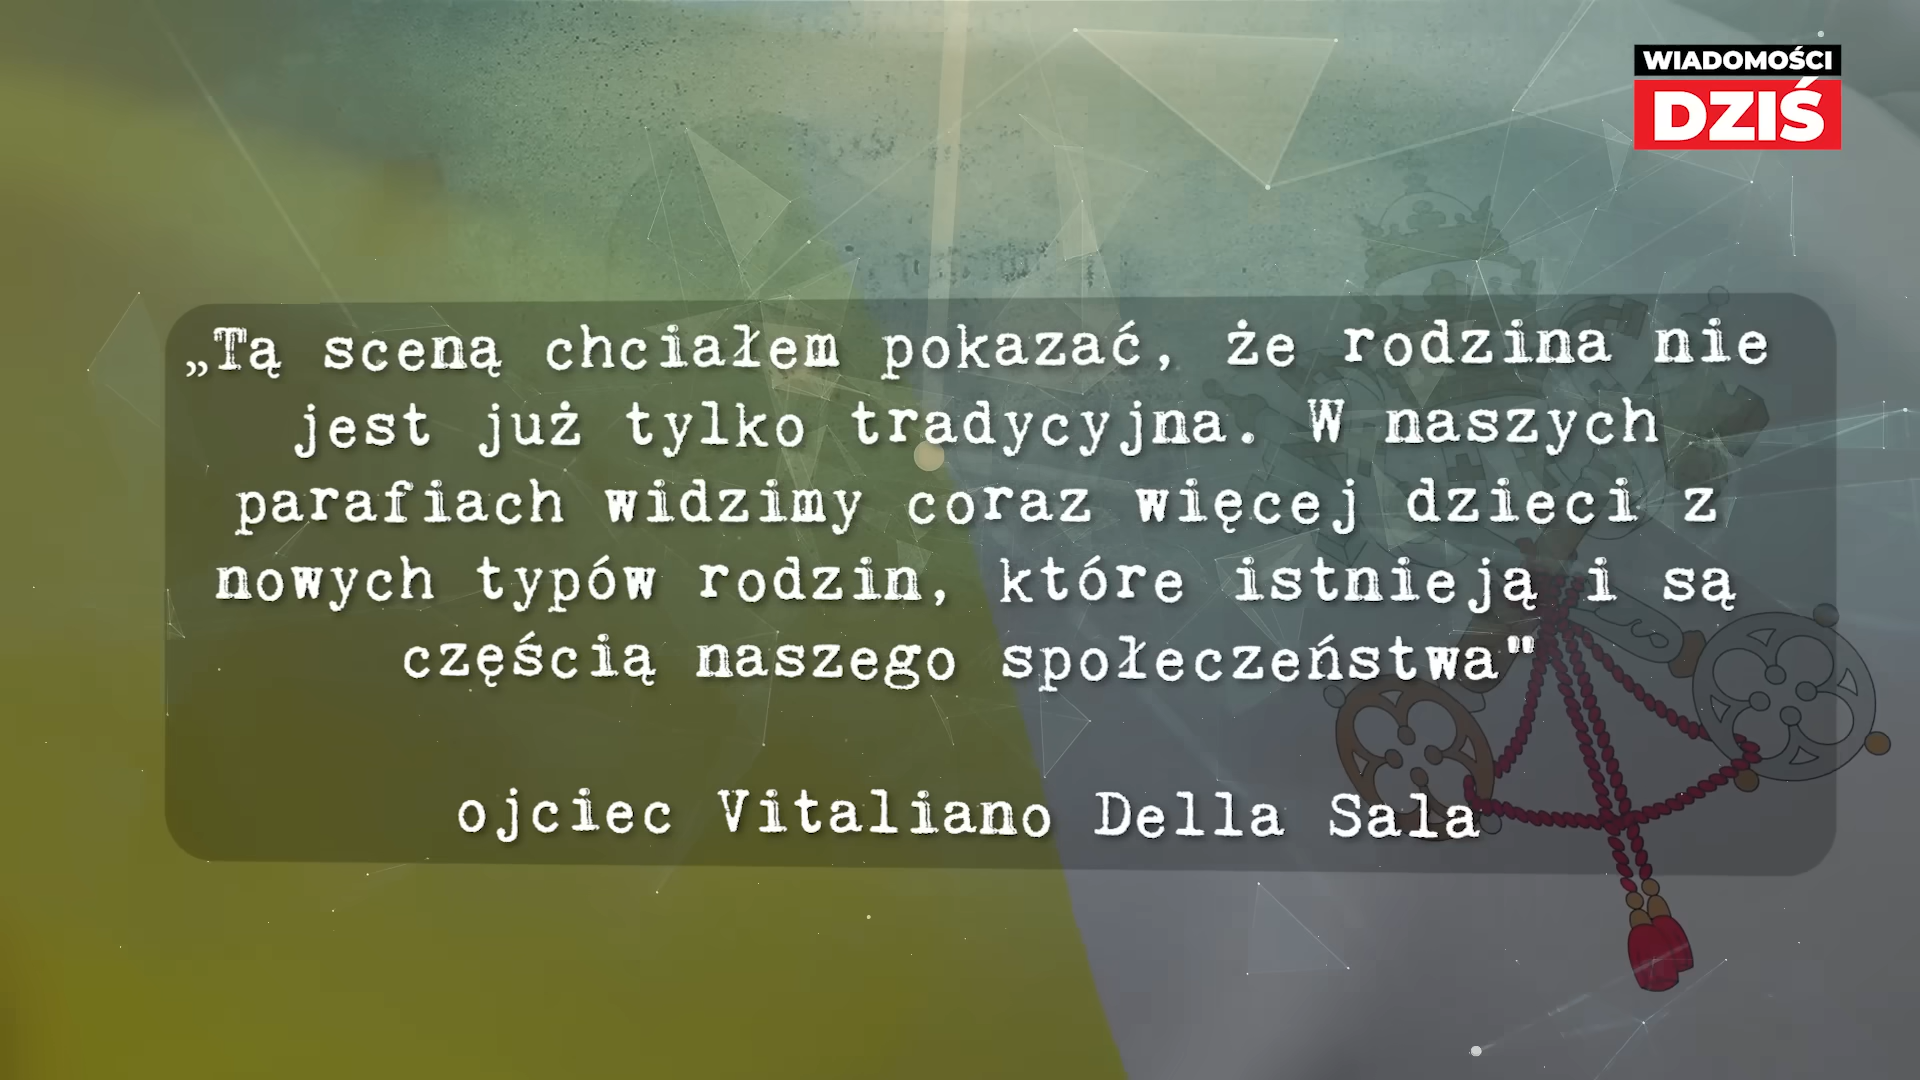 WIADOMOŚCI
DZIŚ
„Tą sceną chciałem pokazać, że rodzina nie
jest już tylko tradycyjna. W naszych
parafiach widzimy coraz więcej dzieci z
nowych typów rodzin, które istnieją i są
częścią naszego społeczeństwa"
ojciec Vitaliano Della Sala